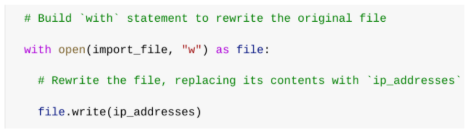 # Build `with` statement to rewrite the original file
with open(import_file, "w") as file:
# Rewrite the file, replacing its contents with `ip_addresses`
file.write(ip_addresses)